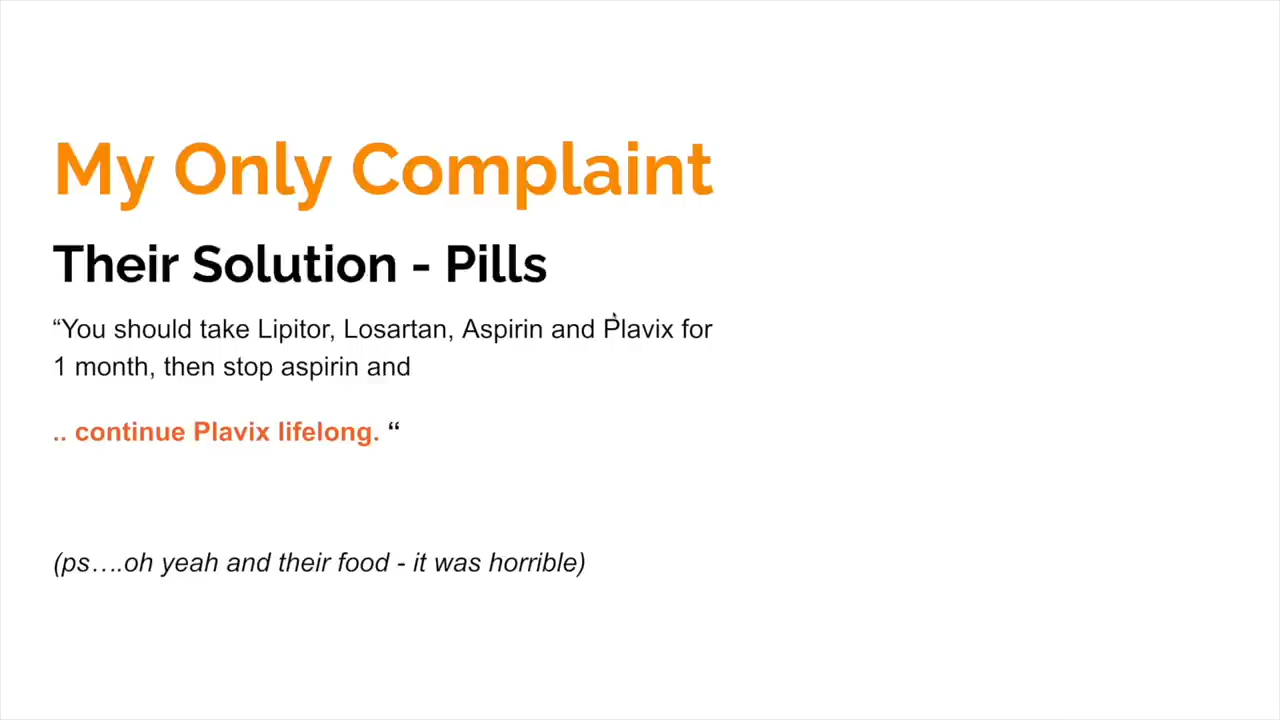 My Only Complaint
Their Solution - Pills
“You should take Lipitor, Losartan, Aspirin and Plavix for
1 month, then stop aspirin and
.. continue Plavix lifelong. “
(ps….oh yeah and their food - it was horrible)